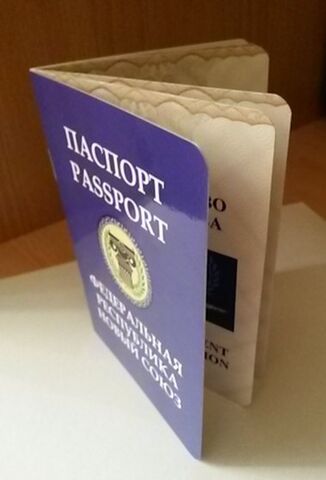 ПАСПОРТ
PASSPORT
ФЕДЕРАЛЬНАЯ
РЕСПУБЛИКА
НОВЫЙ СОЮЗ